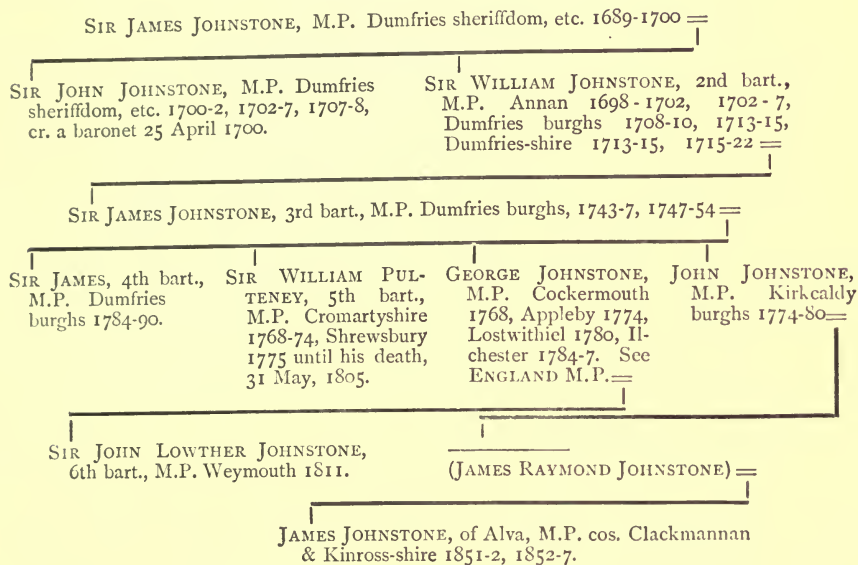 SIR JAMES JOHNSTONE, M.P. Dumfries sheriffdom, etc. 1689-1700 =
SIR JOHN JOHNSTONE, M.P. Dumfries
sheriffdom, etc. 1700-2, 1702-7, 1707-8,
cr. a baronet 25 April 1700.
SIR WILLIAM JOHNSTONE, 2nd bart.,
M.P. Annan 1698-1702, 1702-7,
Dumfries burghs 1708-10, 1713-15,
Dumfries-shire 1713-15, 1715-22 =
SIR JAMES JOHNSTONE, 3rd bart., M.P. Dumfries burghs, 1743-7, 1747-54 =
SIR JAMES, 4th bart.,
M.P. Dumfries
burghs 1784-90.
SIR WILLIAM PUL-
TENEY, 5th bart.,
M.P. Cromartyshire
1768-74, Shrewsbury
1775 until his death,
31 May, 1805.
GEORGE JOHNSTONE,
M.P. Cockermouth
1768, Appleby 1774,
Lostwithiel 1780, Il-
chester 1784-7. See
ENGLAND M.P. =
JOHN JOHNSTONE,
M.P. Kirkcaldy
burghs 1774-80 =
SIR JOHN LOWTHER JOHNSTONE,
6th bart., M.P. Weymouth 1811.
(JAMES RAYMOND JOHNSTONE) =
JAMES JOHNSTONE, of Alva, M.P. cos. Clackmannan
& Kinross-shire 1851-2, 1852-7.